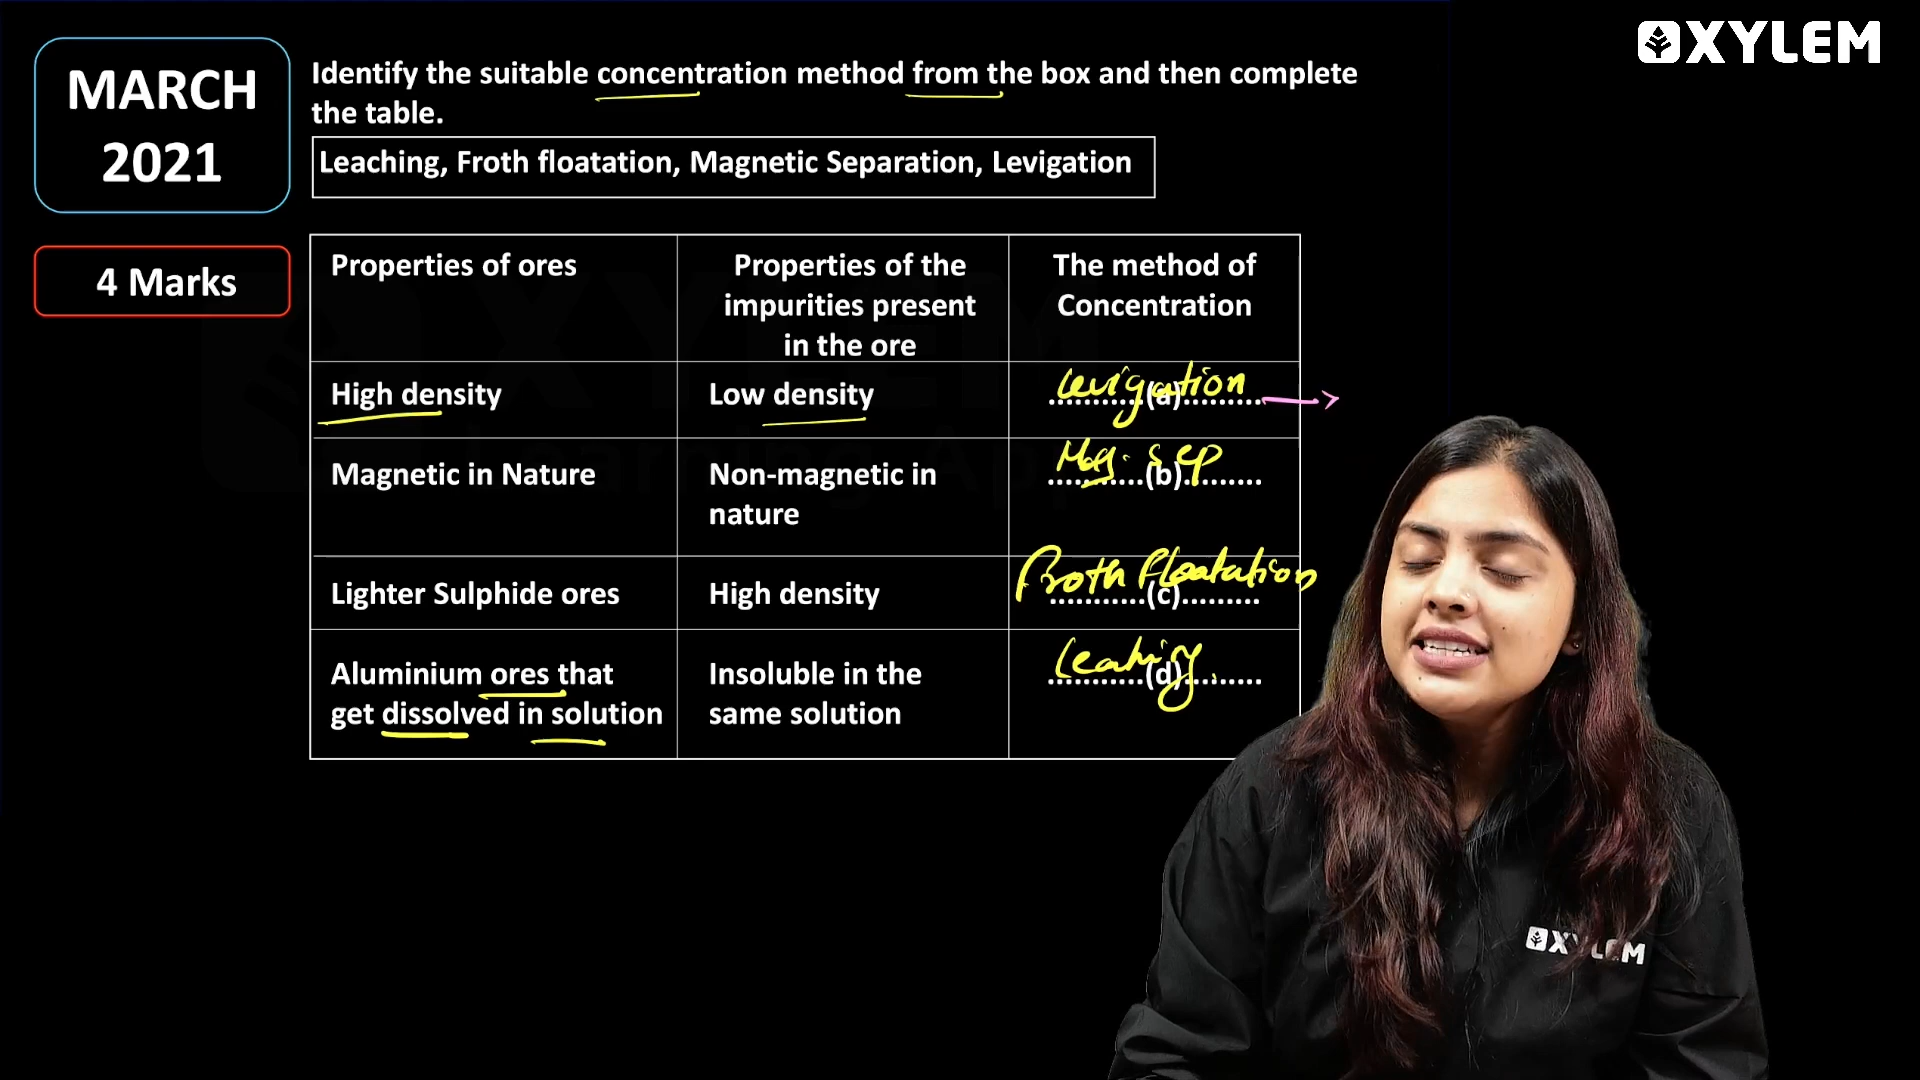 XYLEM
MARCH
2021
Identify the suitable concentration method from the box and then complete
the table.
Leaching, Froth floatation, Magnetic Separation, Levigation
4 Marks
Properties of ores
Properties of the
impurities present
in the ore
The method of
Concentration
High density
Low density
Levigation
..........(a).........
Magnetic in Nature
Non-magnetic in
nature
Mag. sep
..........(b)........
Lighter Sulphide ores
High density
Froth floatation
..........(c)........
Aluminium ores that
get dissolved in solution
Insoluble in the
same solution
Leaching
..........(d)........
XYLEM